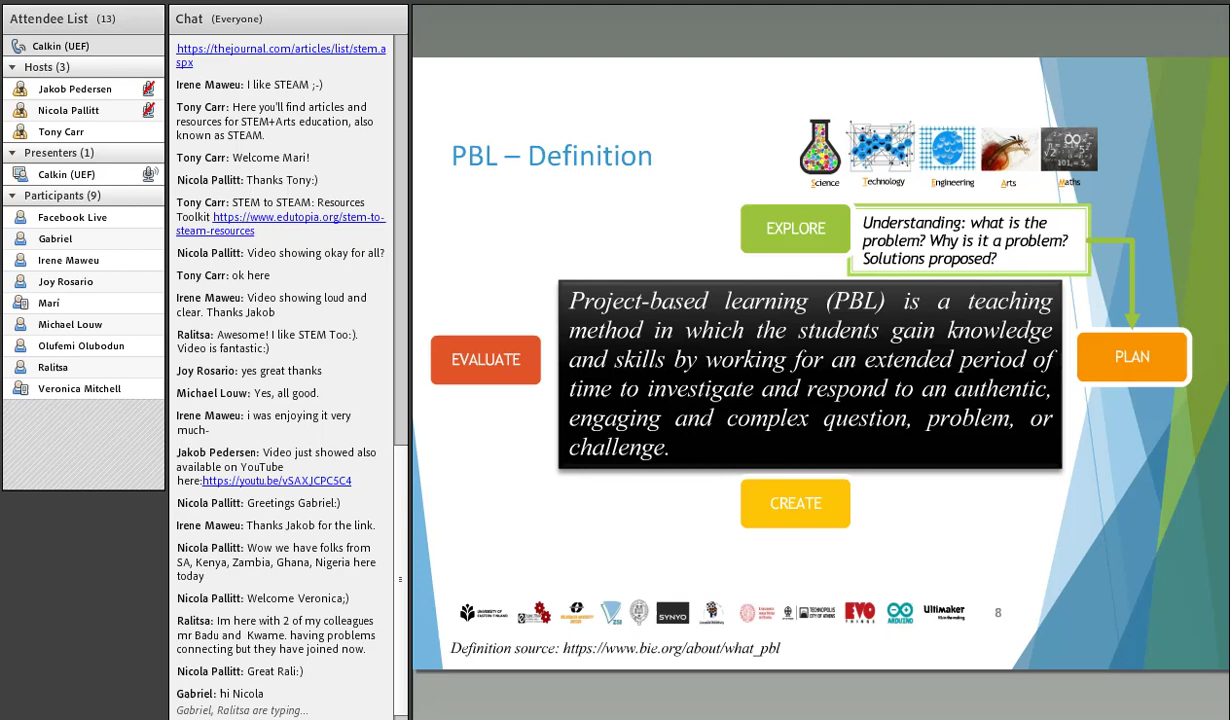 Attendee List (13)
Calkin (UEF)
Hosts (3)
Jakob Pedersen
Nicola Pallitt
Tony Carr
Presenters (1)
Calkin (UEF)
Participants (9)
Facebook Live
Gabriel
Irene Maweu
Joy Rosario
Marí
Michael Louw
Olufemi Olubodun
Ralitsa
Veronica Mitchell
Chat (Everyone)
https://thejournal.com/articles/list/stem.a
spx
Irene Maweu: I like STEAM ;-)
Tony Carr: Here you'll find articles and
resources for STEM+Arts education, also
known as STEAM.
Tony Carr: Welcome Mari!
Nicola Pallitt: Thanks Tony:)
Tony Carr: STEM to STEAM: Resources
Toolkit https://www.edutopia.org/stem-to-
steam-resources
Nicola Pallitt: Video showing okay for all?
Tony Carr: ok here
Irene Maweu: Video showing loud and
clear. Thanks Jakob
Ralitsa: Awesome! I like STEM Too:).
Video is fantastic:)
Joy Rosario: yes great thanks
Michael Louw: Yes, all good.
Irene Maweu: i was enjoying it very
much-
Jakob Pedersen: Video just showed also
available on YouTube
here:https://youtu.be/vSAXJCPC5C4
Nicola Pallitt: Greetings Gabriel:)
Irene Maweu: Thanks Jakob for the link.
Nicola Pallitt: Wow we have folks from
SA, Kenya, Zambia, Ghana, Nigeria here
today
Nicola Pallitt: Welcome Veronica;)
Ralitsa: Im here with 2 of my colleagues
mr Badu and Kwame. having problems
connecting but they have joined now.
Nicola Pallitt: Great Rali:)
Gabriel: hi Nicola
Gabriel, Ralitsa are typing...
PBL – Definition
Science
Technology
Engineering
Arts
Maths
EXPLORE
Understanding: what is the
problem? Why is it a problem?
Solutions proposed?
Project-based learning (PBL) is a teaching
method in which the students gain knowledge
and skills by working for an extended period of
time to investigate and respond to an authentic,
engaging and complex question, problem, or
challenge.
EVALUATE
PLAN
CREATE
SYNYO
TECHNOPOLIS
CITY OF ATHENS
EVO
ARDUINO
Ultimaker
8
Definition source: https://www.bie.org/about/what_pbl